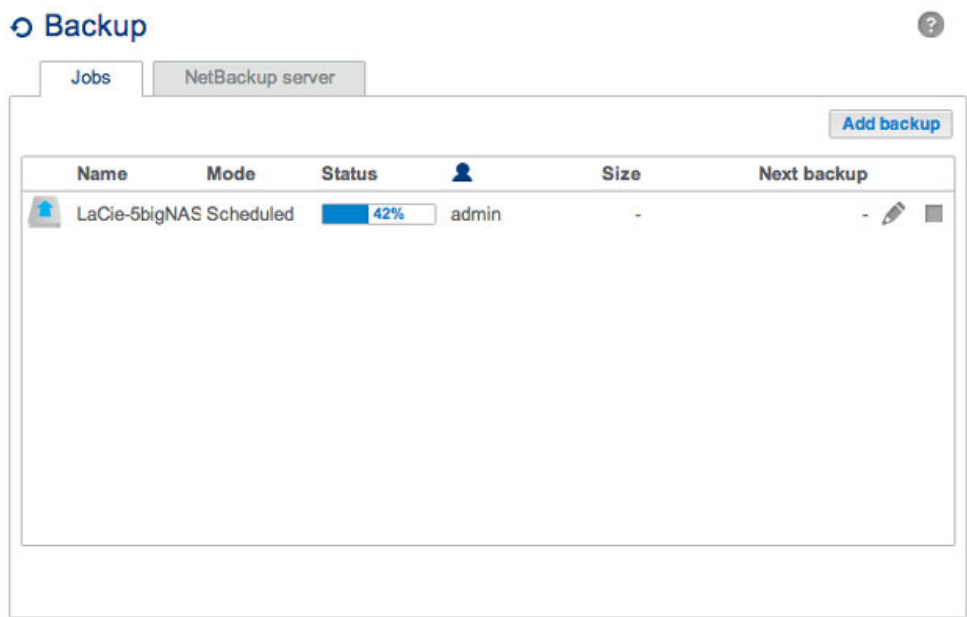 Backup
Jobs NetBackup server
Add backup
Name Mode Status Size Next backup
LaCie-5bigNAS Scheduled 42% admin - -